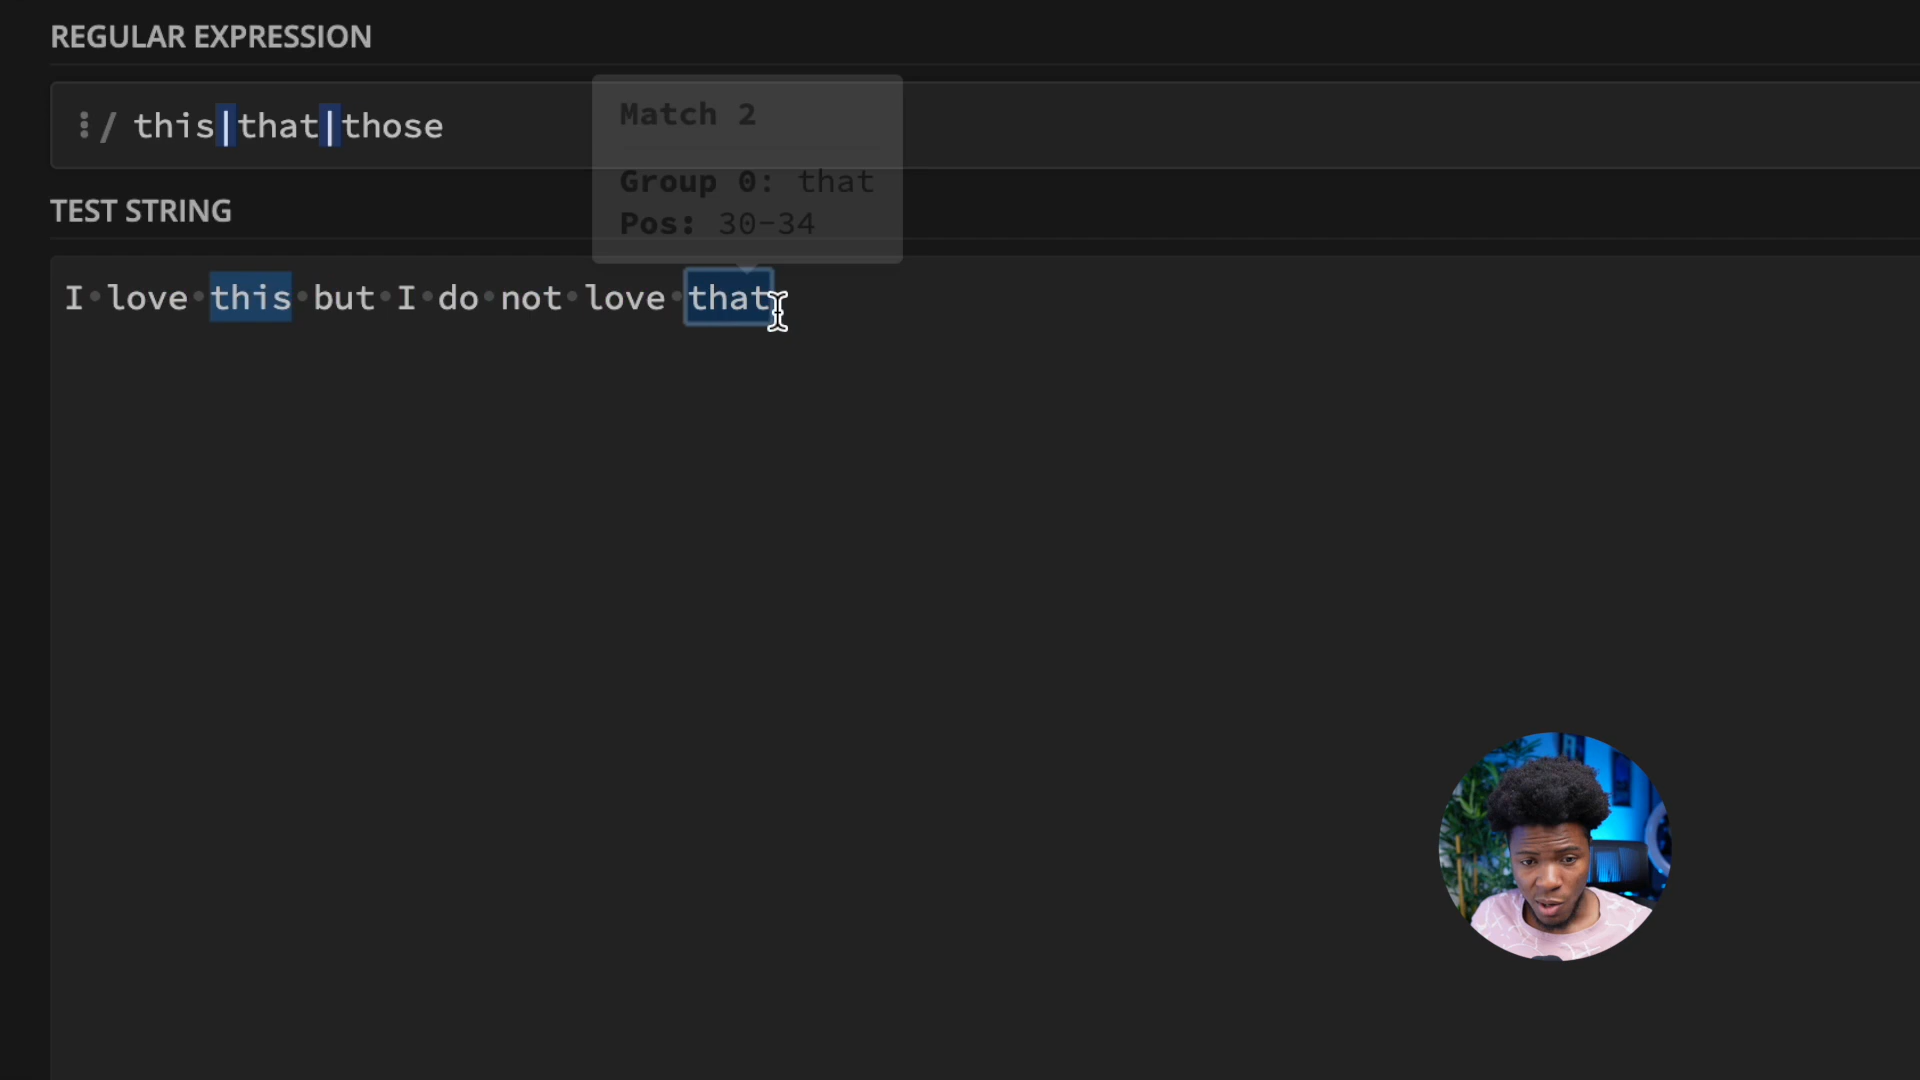 REGULAR EXPRESSION
/ this|that|those
Match 2
Group 0: that
Pos: 30-34
TEST STRING
I·love·this·but·I·do·not·love·that